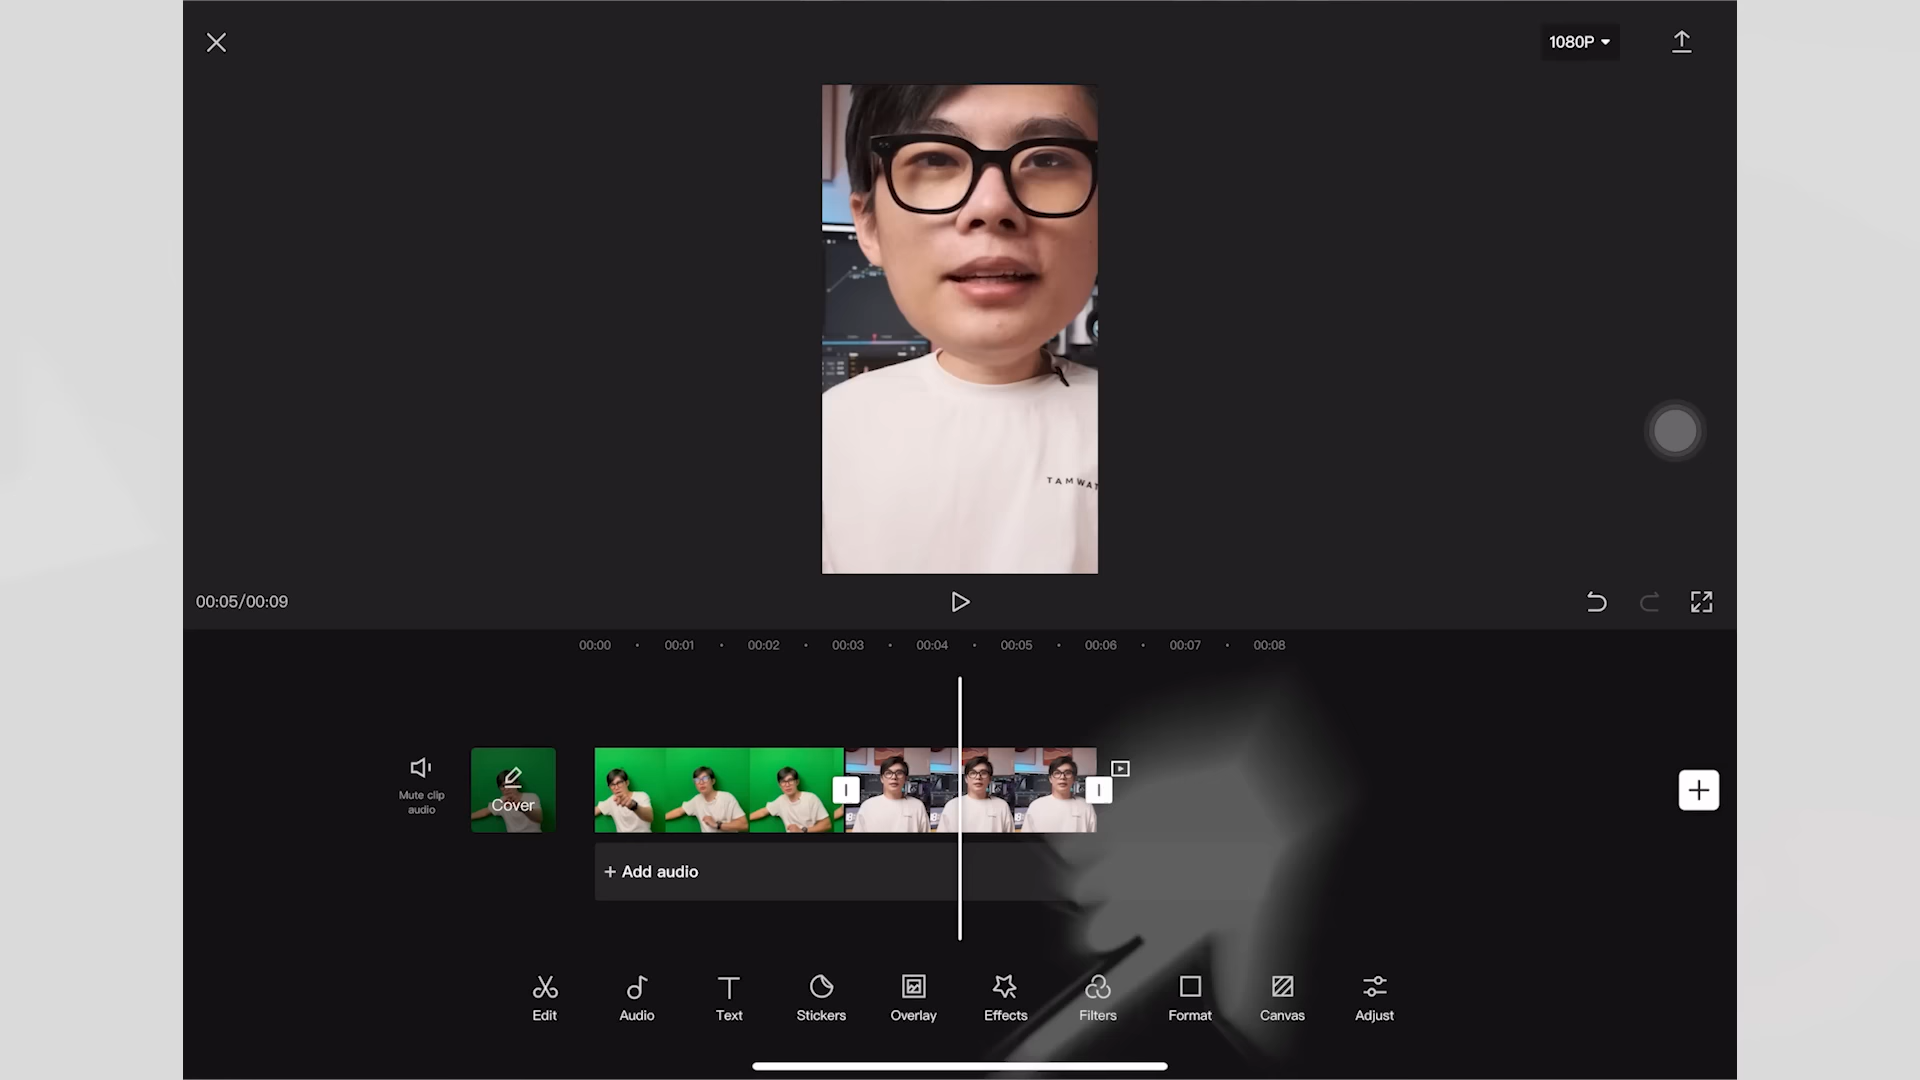 1080P
TAMWAT
00:05/00:09
00:00 00:01 00:02 00:03 00:04 00:05 00:06 00:07 00:08
Mute clip
audio
Cover
+ Add audio
Edit Audio Text Stickers Overlay Effects Filters Format Canvas Adjust